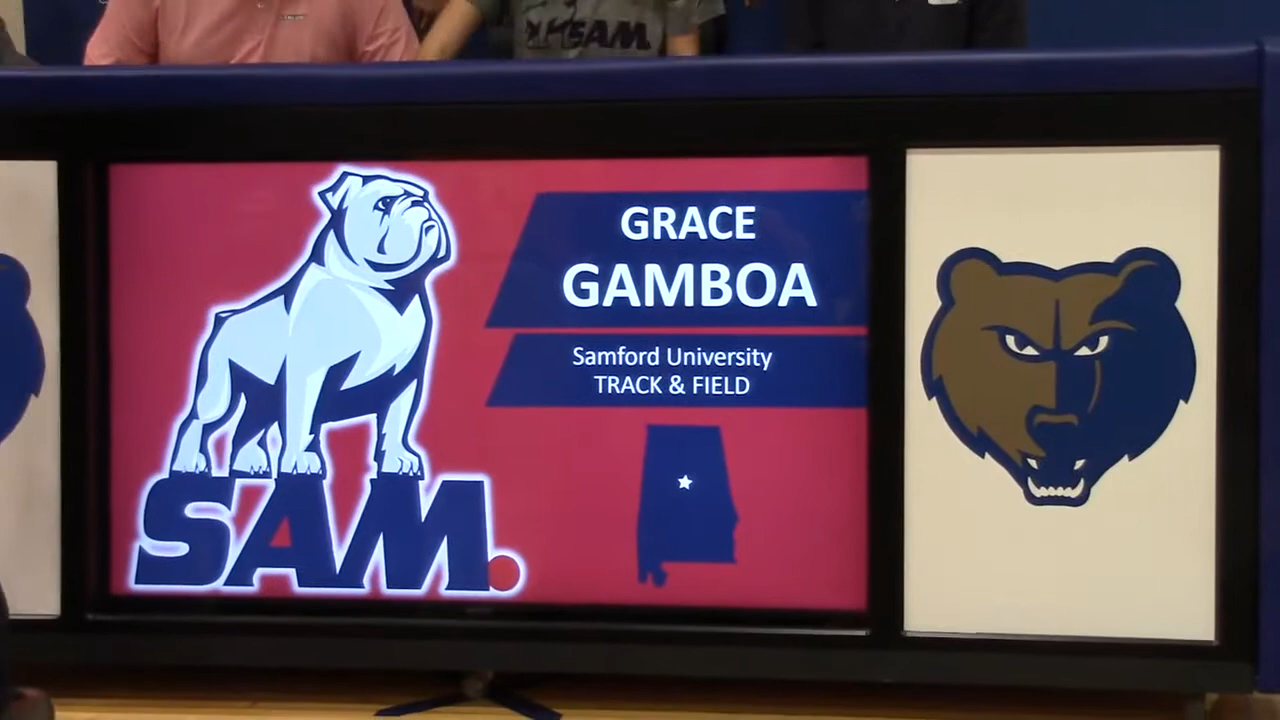 SAM
GRACE
GAMBOA
Samford University
TRACK & FIELD
SAM.